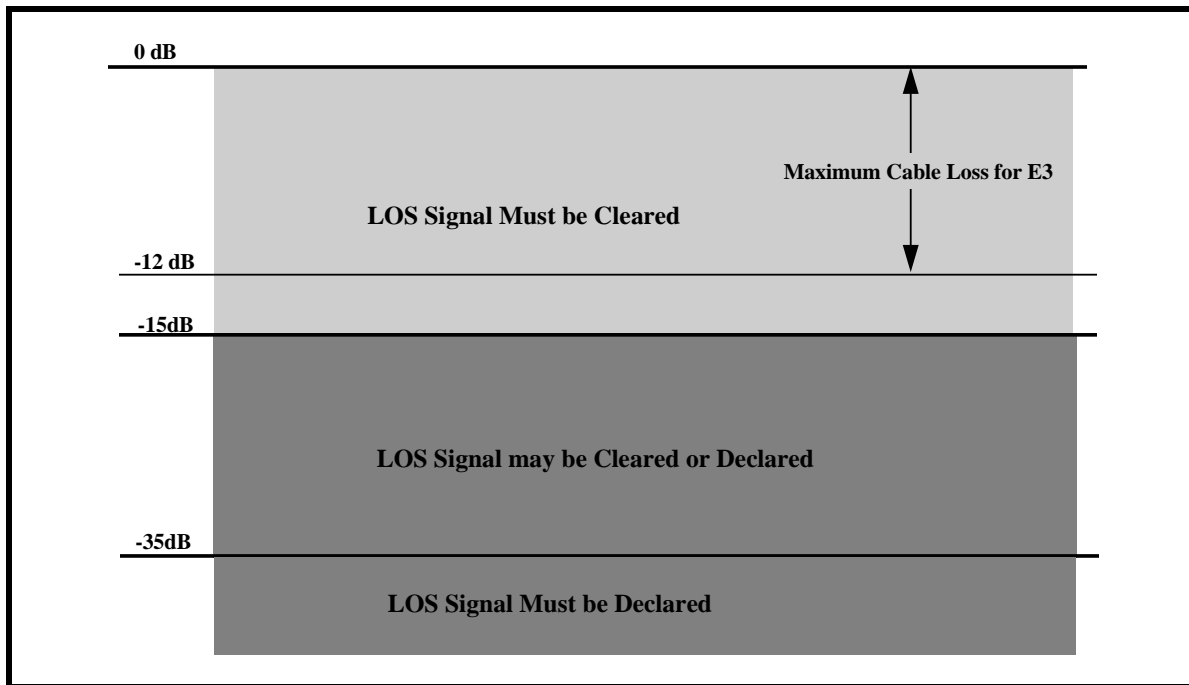 0 dB
Maximum Cable Loss for E3
LOS Signal Must be Cleared
-12 dB
-15dB
LOS Signal may be Cleared or Declared
-35dB
LOS Signal Must be Declared